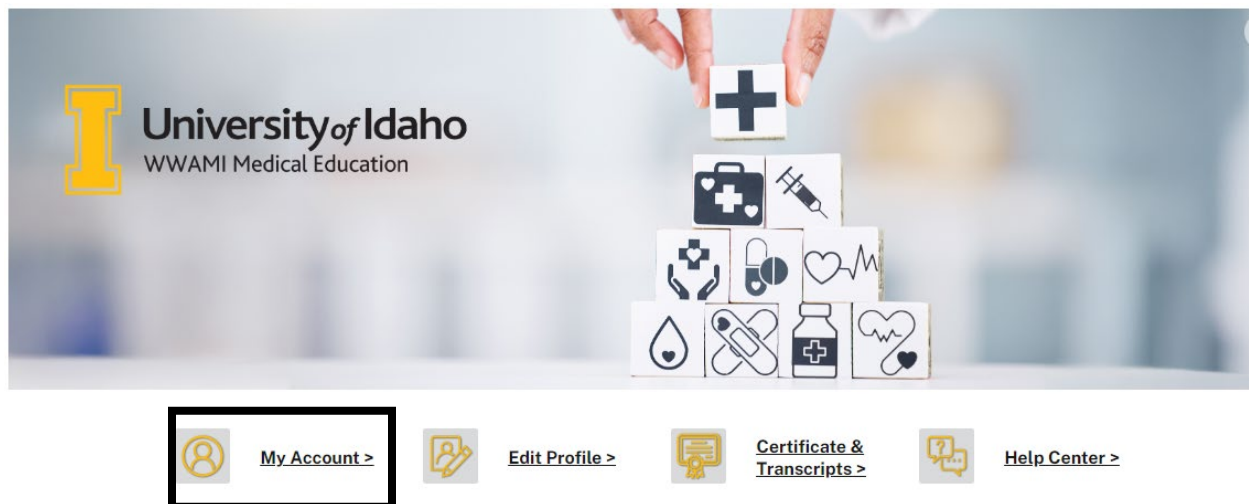 University of Idaho
WWAMI Medical Education
My Account >
Edit Profile >
Certificate &
Transcripts >
Help Center >